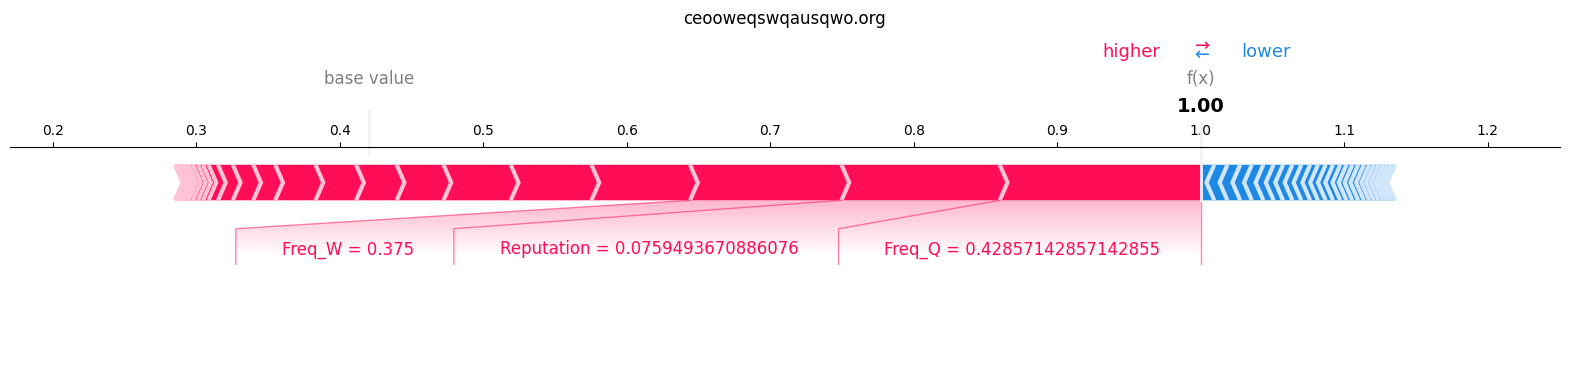 ceooweqswqausqwo.org
higher → ← lower
base value f(x)
1.00
0.2 0.3 0.4 0.5 0.6 0.7 0.8 0.9 1.0 1.1 1.2
Freq_W = 0.375 Reputation = 0.0759493670886076 Freq_Q = 0.42857142857142855